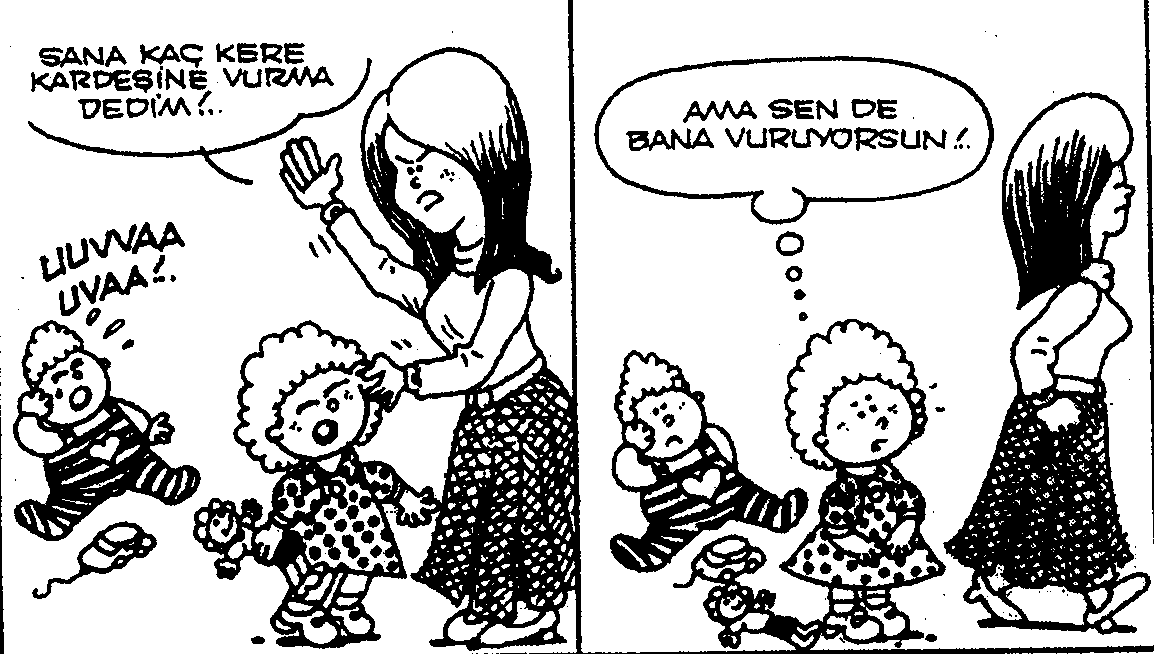 SANA KAÇ KERE
KARDEŞİNE VURMA
DEDİM!..
UUVVAA
UVAA!..
AMA SEN DE
BANA VURUYORSUN!..